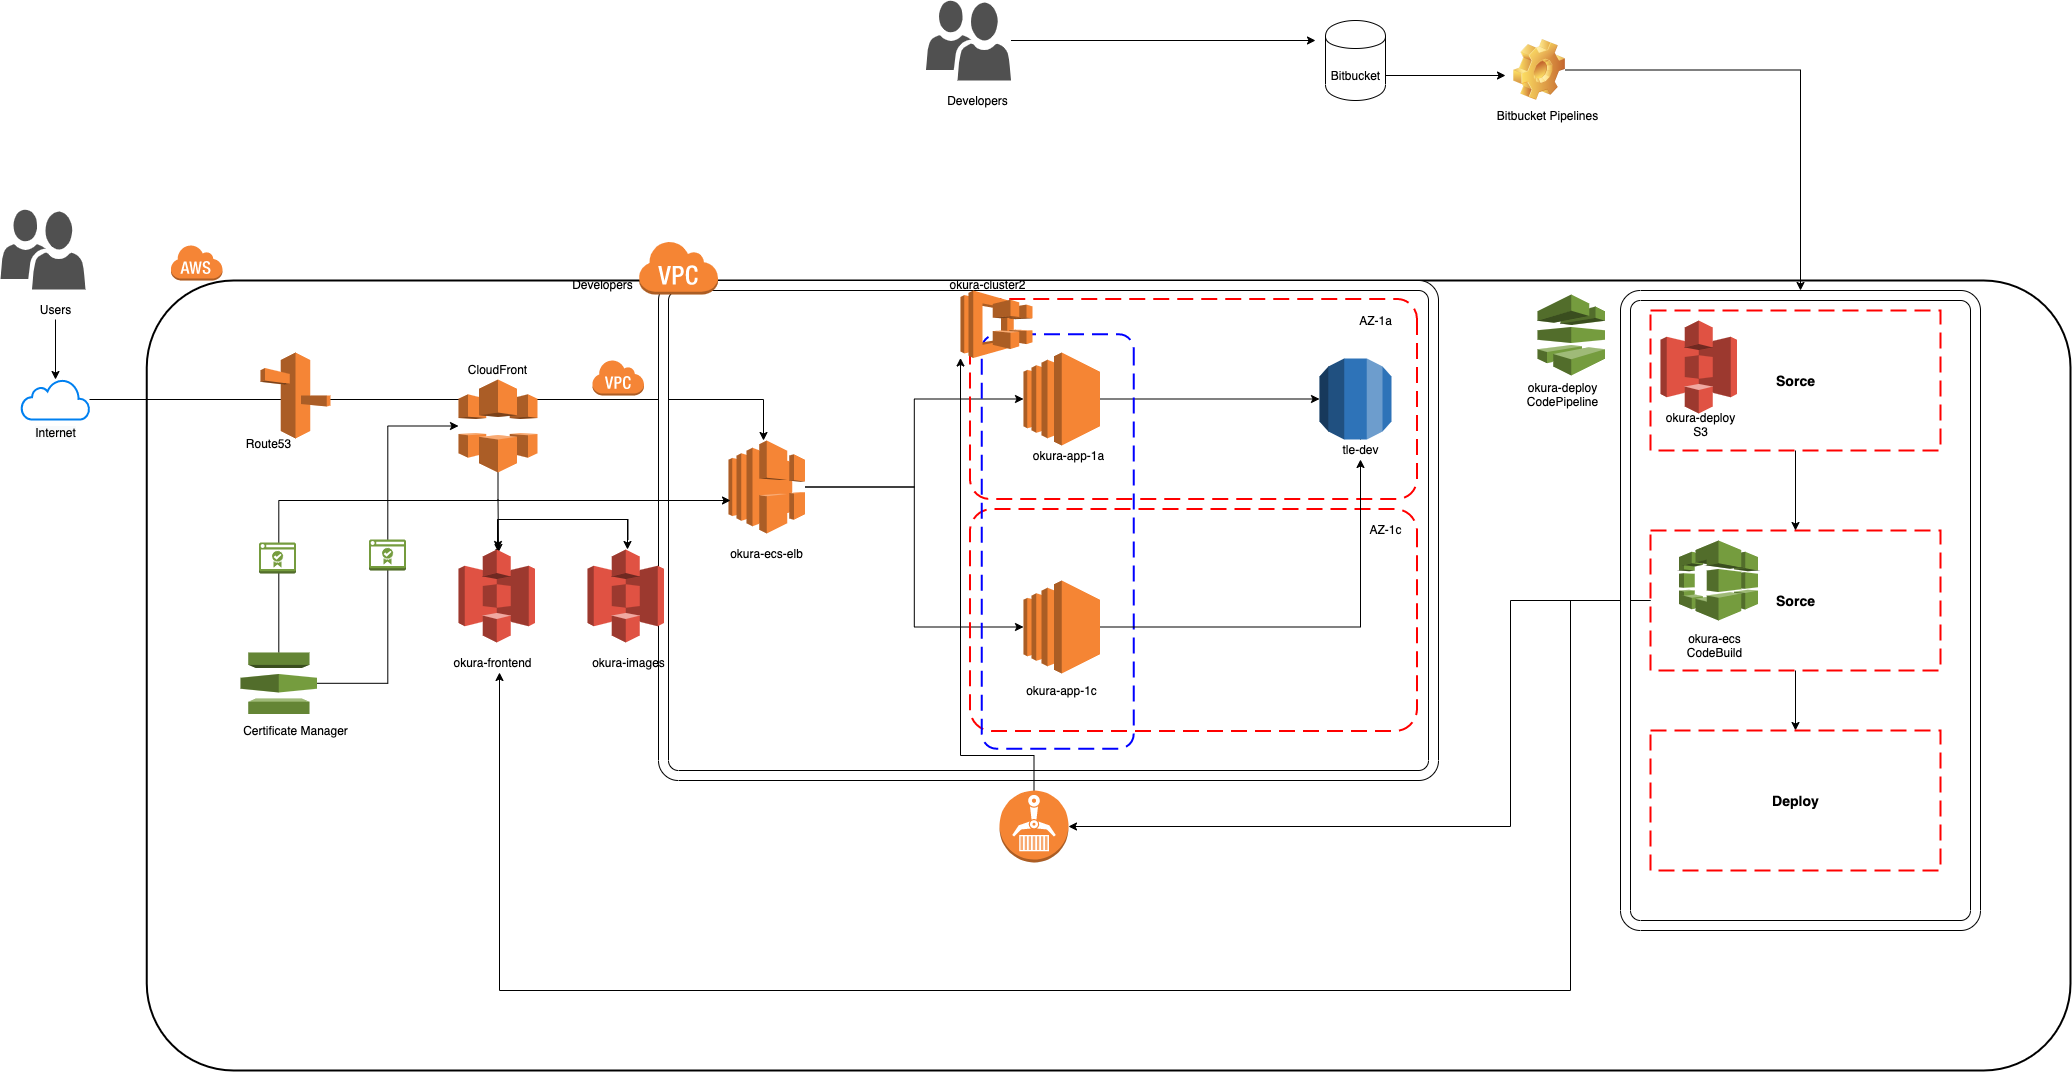 Developers
Bitbucket
Bitbucket Pipelines
Users
Internet
AWS
Developers
VPC
okura-cluster2
AZ-1a
Route53
CloudFront
VPC
okura-ecs-elb
okura-app-1a
tle-dev
AZ-1c
okura-app-1c
okura-frontend
okura-images
Certificate Manager
okura-deploy
CodePipeline
Sorce
okura-deploy
S3
Sorce
okura-ecs
CodeBuild
Deploy